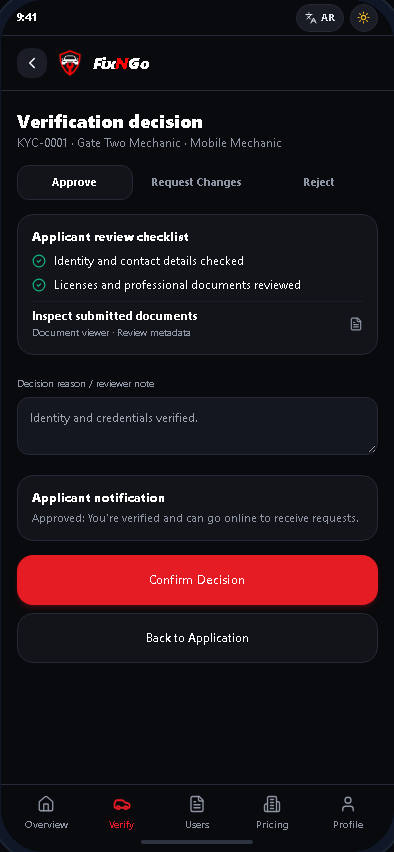 9:41
AR
FixNGo
Verification decision
KYC-0001 · Gate Two Mechanic · Mobile Mechanic
Approve
Request Changes
Reject
Applicant review checklist
Identity and contact details checked
Licenses and professional documents reviewed
Inspect submitted documents
Document viewer · Review metadata
Decision reason / reviewer note
Identity and credentials verified.
Applicant notification
Approved: You're verified and can go online to receive requests.
Confirm Decision
Back to Application
Overview
Verify
Users
Pricing
Profile